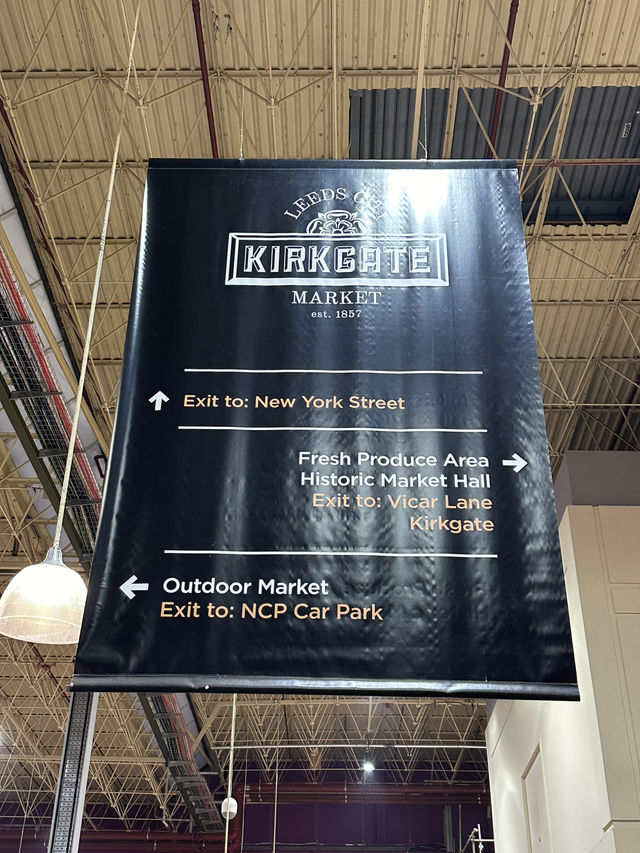 LEEDS CITY
KIRKGATE
MARKET
est. 1857
Exit to: New York Street
Fresh Produce Area
Historic Market Hall
Exit to: Vicar Lane
Kirkgate
Outdoor Market
Exit to: NCP Car Park